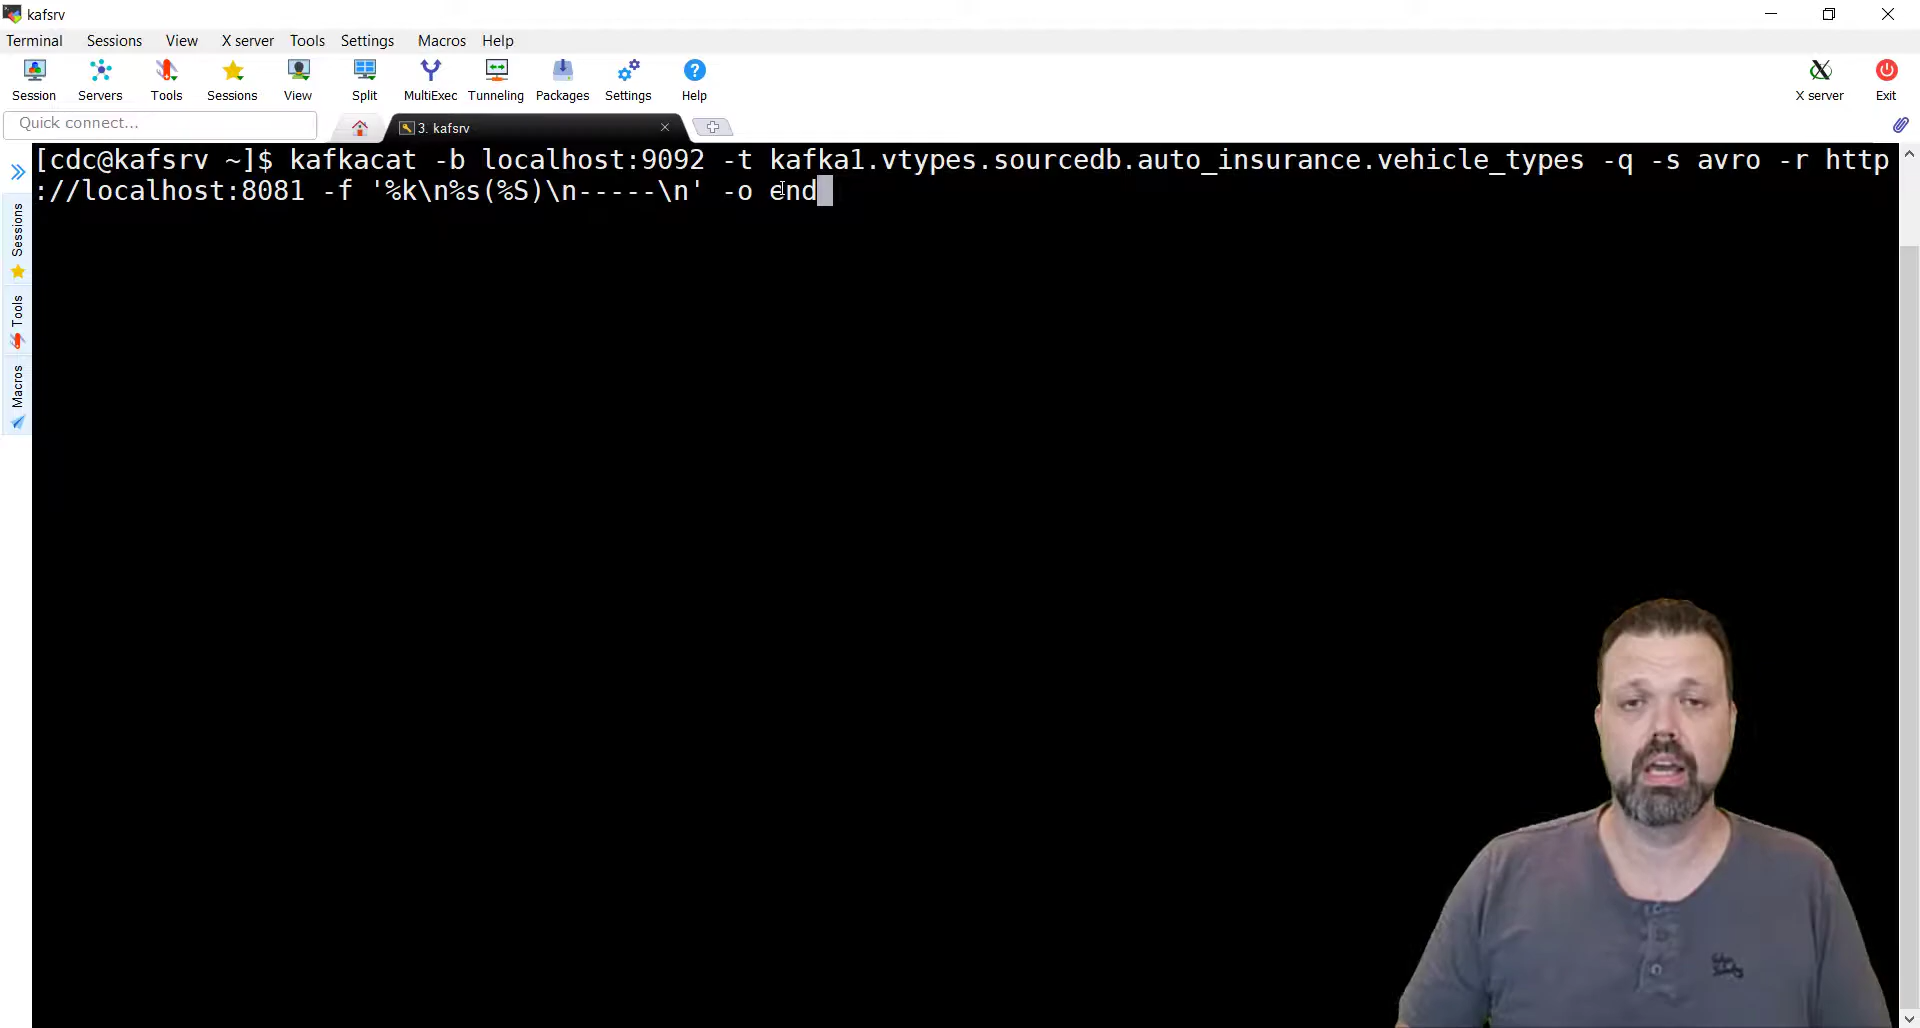 kafsrv
Terminal Sessions View X server Tools Settings Macros Help
Session Servers Tools Sessions View Split MultiExec Tunneling Packages Settings Help X server Exit
Quick connect...
3. kafsrv
[cdc@kafsrv ~]$ kafkacat -b localhost:9092 -t kafka1.vtypes.sourcedb.auto_insurance.vehicle_types -q -s avro -r http
://localhost:8081 -f '%k\n%s(%S)\n-----\n' -o end
Sessions
Tools
Macros